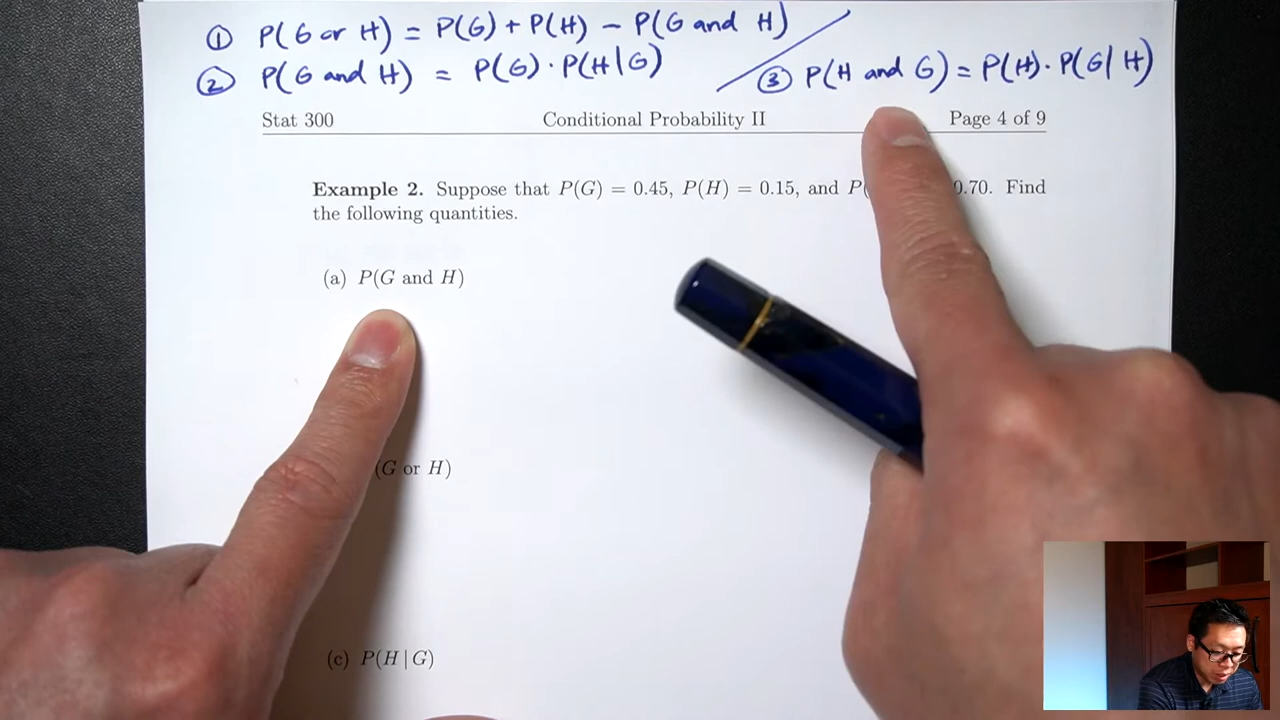 ① P(G or H) = P(G) + P(H) − P(G and H)
② P(G and H) = P(G) · P(H|G) ③ P(H and G) = P(H) · P(G|H)
Stat 300 Conditional Probability II Page 4 of 9
Example 2. Suppose that P(G) = 0.45, P(H) = 0.15, and P( 0.70. Find
the following quantities.
(a) P(G and H)
(G or H)
(c) P(H | G)